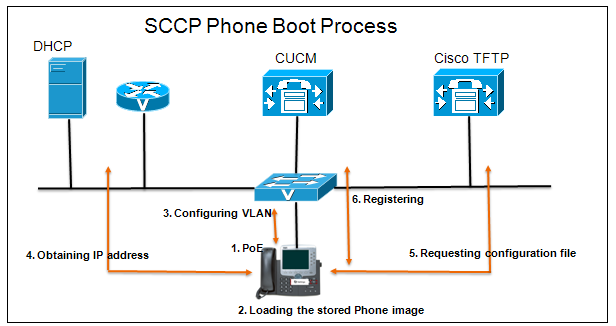 SCCP Phone Boot Process
DHCP
CUCM
Cisco TFTP
V
V
3. Configuring VLAN
6. Registering
1. PoE
4. Obtaining IP address
5. Requesting configuration file
2. Loading the stored Phone image